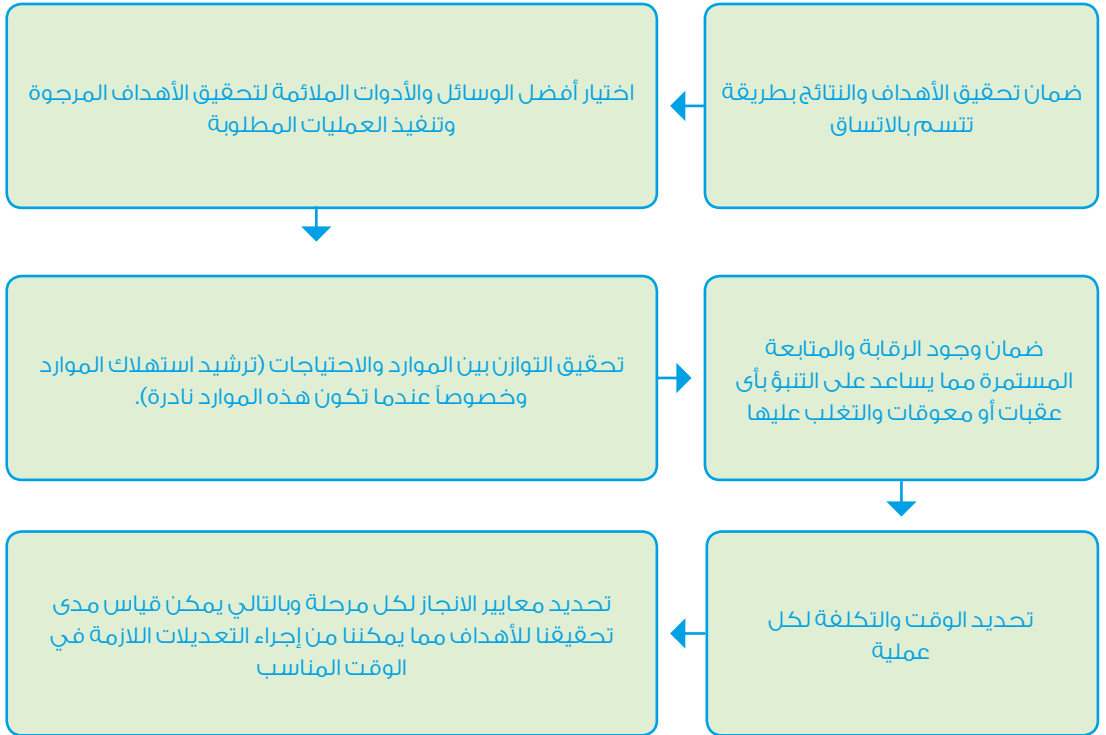 ضمان تحقيق الأهداف والنتائج بطريقة
تتسم بالاتساق
اختيار أفضل الوسائل والأدوات الملائمة لتحقيق الأهداف المرجوة
وتنفيذ العمليات المطلوبة
تحقيق التوازن بين الموارد والاحتياجات (ترشيد استهلاك الموارد
وخصوصاً عندما تكون هذه الموارد نادرة).
ضمان وجود الرقابة والمتابعة
المستمرة مما يساعد على التنبؤ بأى
عقبات أو معوقات والتغلب عليها
تحديد الوقت والتكلفة لكل
عملية
تحديد معايير الانجاز لكل مرحلة وبالتالي يمكن قياس مدى
تحقيقنا للأهداف مما يمكننا من إجراء التعديلات اللازمة في
الوقت المناسب